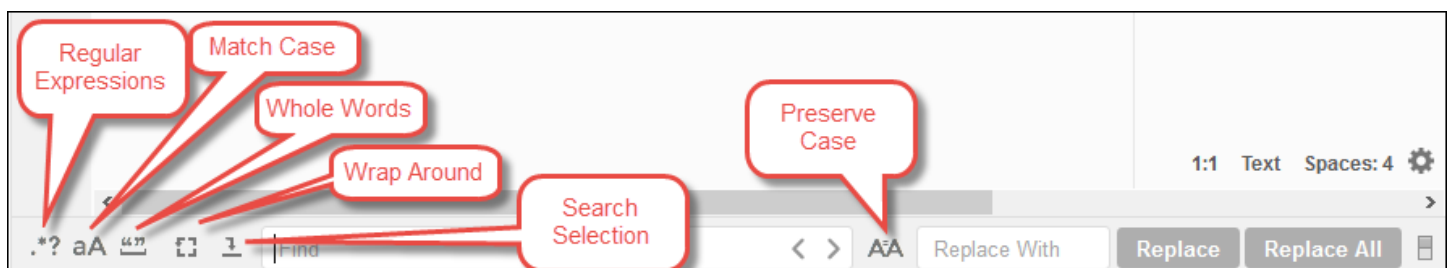 Regular
Expressions
Match Case
Whole Words
Wrap Around
Search
Selection
Preserve
Case
1:1 Text Spaces: 4
.*? aA “” Find < > AA Replace With Replace Replace All